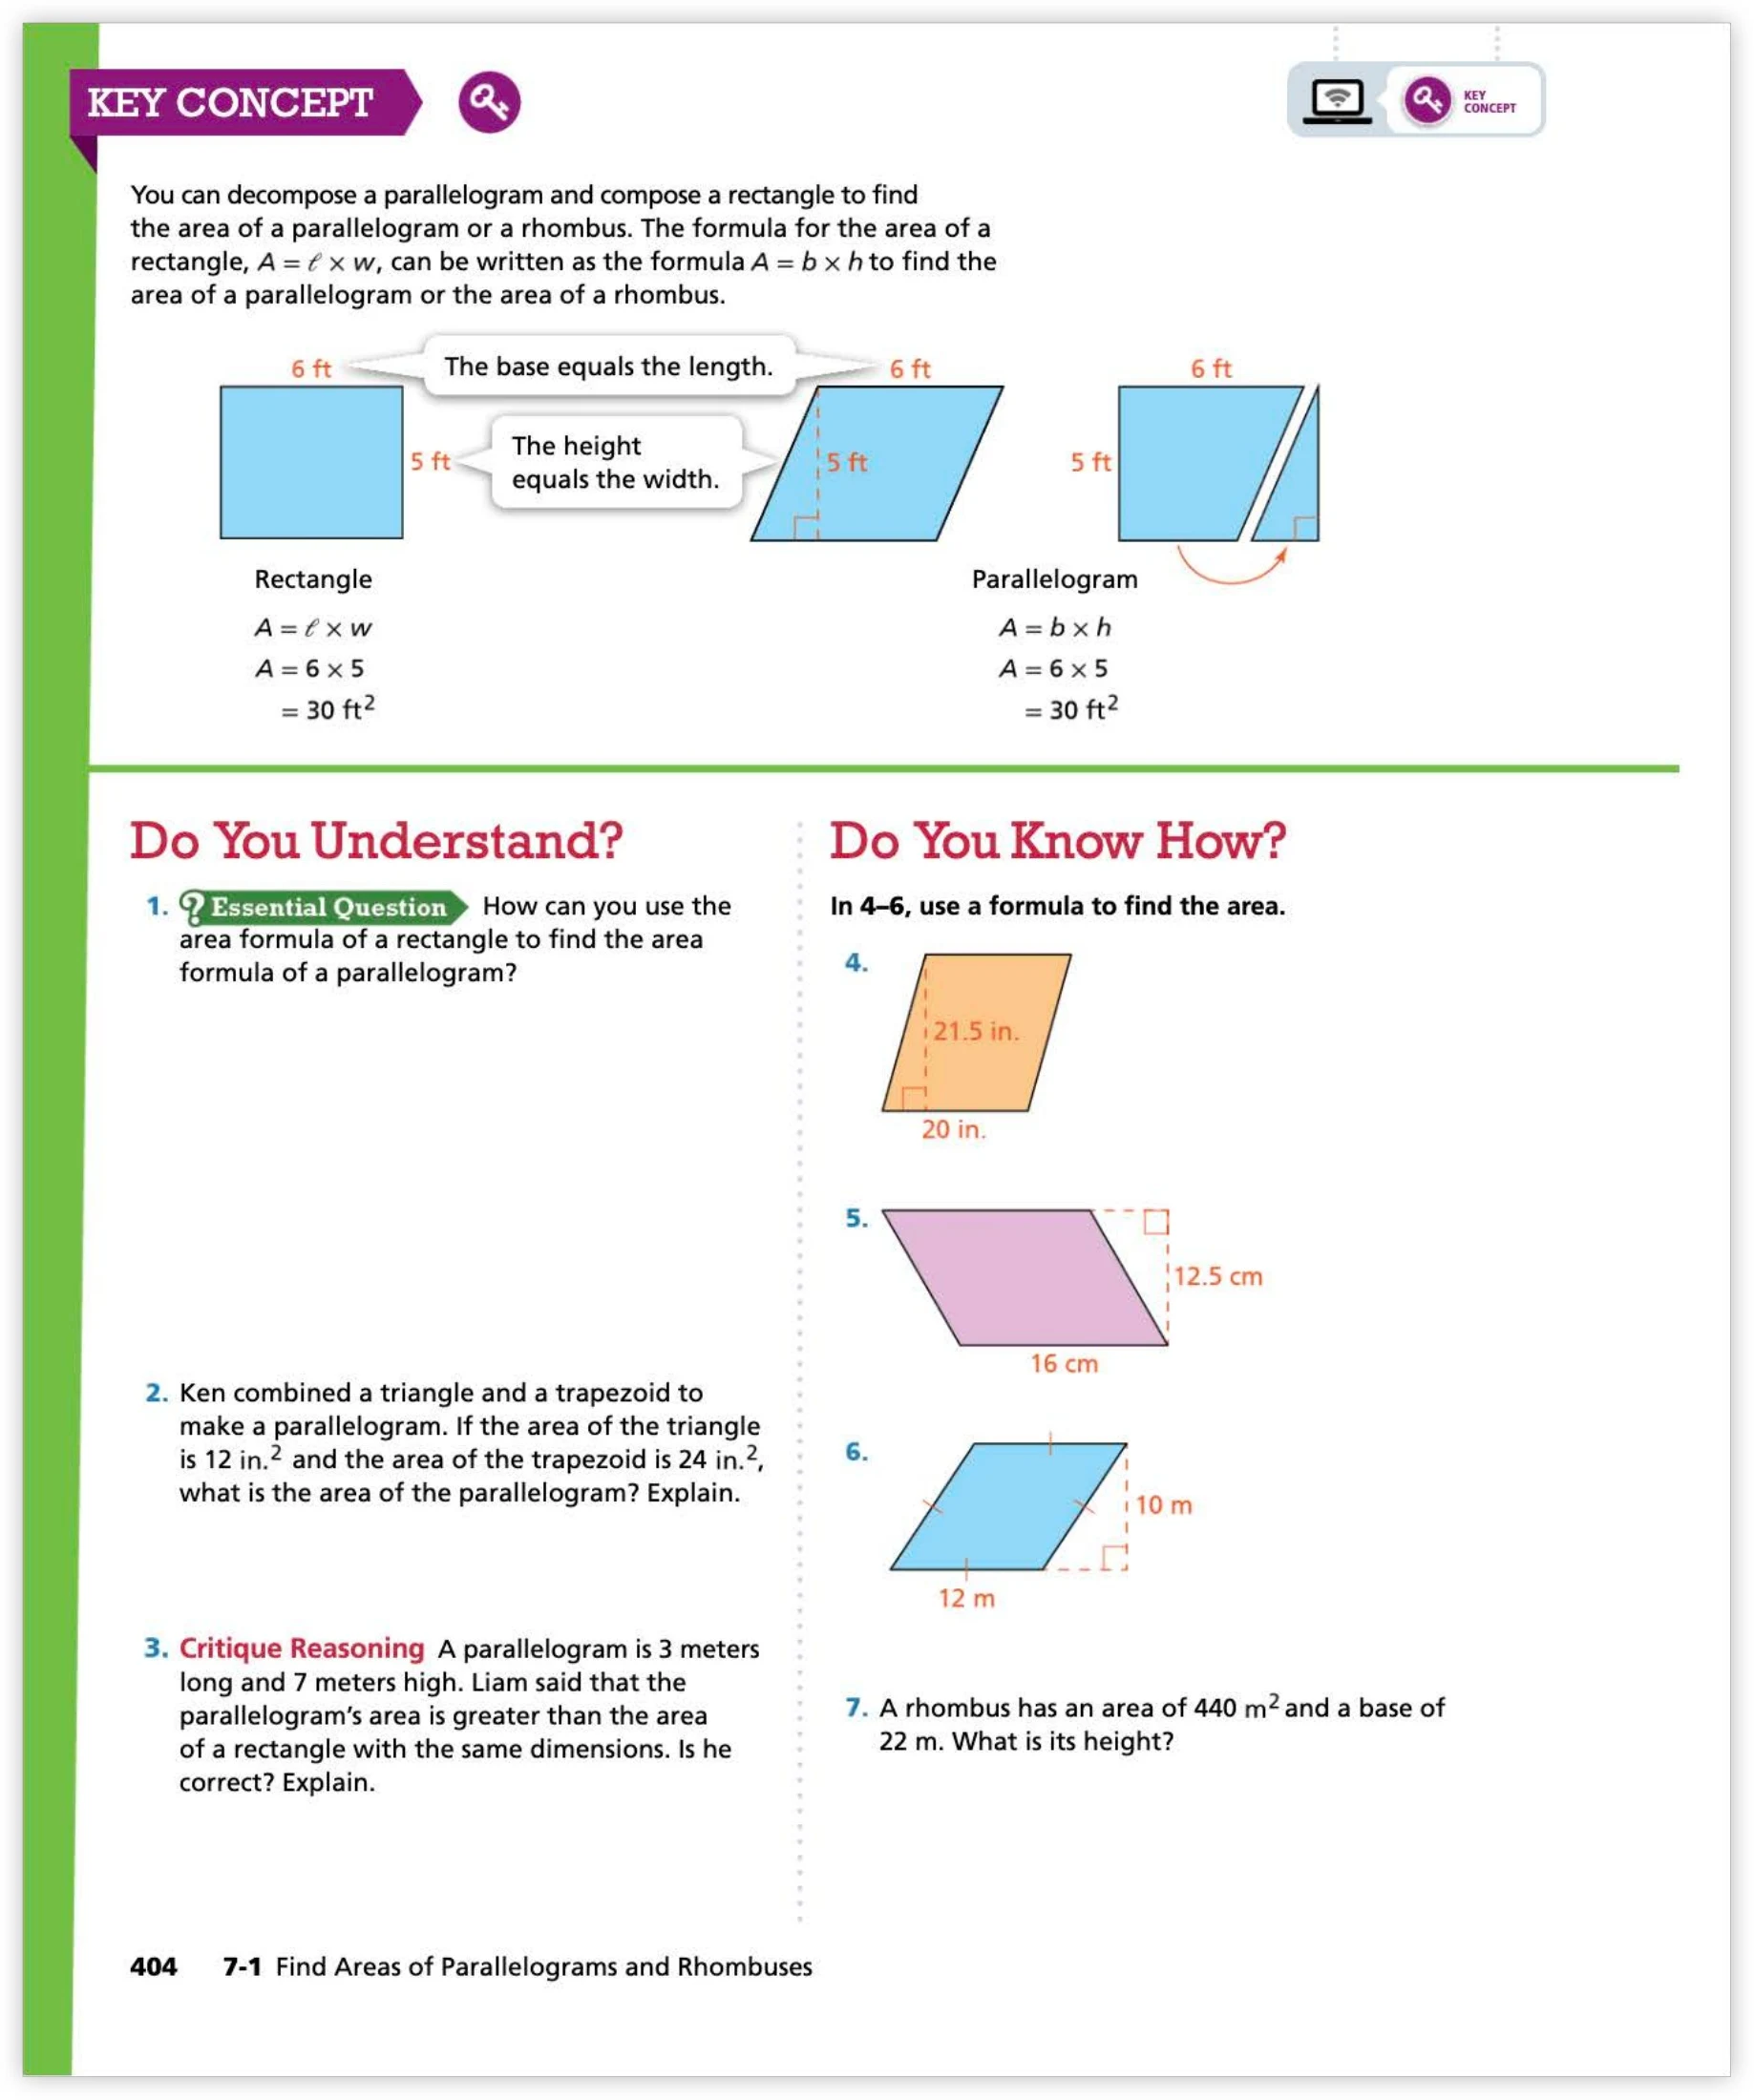 KEY CONCEPT
KEY
CONCEPT
You can decompose a parallelogram and compose a rectangle to find
the area of a parallelogram or a rhombus. The formula for the area of a
rectangle, A = ℓ × w, can be written as the formula A = b × h to find the
area of a parallelogram or the area of a rhombus.
6 ft
The base equals the length.
6 ft
6 ft
5 ft
The height
equals the width.
5 ft
5 ft
Rectangle
A = ℓ × w
A = 6 × 5
= 30 ft²
Parallelogram
A = b × h
A = 6 × 5
= 30 ft²
Do You Understand?
1. ? Essential Question How can you use the
area formula of a rectangle to find the area
formula of a parallelogram?
2. Ken combined a triangle and a trapezoid to
make a parallelogram. If the area of the triangle
is 12 in.² and the area of the trapezoid is 24 in.²,
what is the area of the parallelogram? Explain.
3. Critique Reasoning A parallelogram is 3 meters
long and 7 meters high. Liam said that the
parallelogram's area is greater than the area
of a rectangle with the same dimensions. Is he
correct? Explain.
Do You Know How?
In 4–6, use a formula to find the area.
4.
21.5 in.
20 in.
5.
12.5 cm
16 cm
6.
10 m
12 m
7. A rhombus has an area of 440 m² and a base of
22 m. What is its height?
404 7-1 Find Areas of Parallelograms and Rhombuses